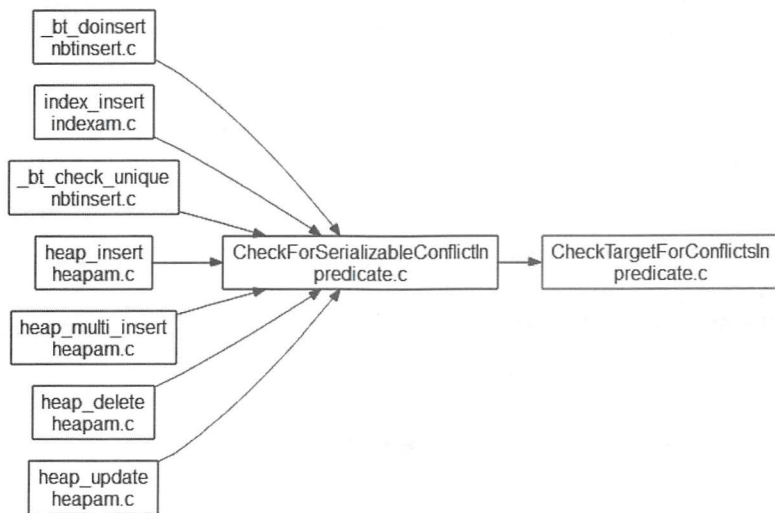 _bt_doinsert
nbtinsert.c
index_insert
indexam.c
_bt_check_unique
nbtinsert.c
heap_insert
heapam.c
heap_multi_insert
heapam.c
heap_delete
heapam.c
heap_update
heapam.c
CheckForSerializableConflictIn
predicate.c
CheckTargetForConflictsIn
predicate.c